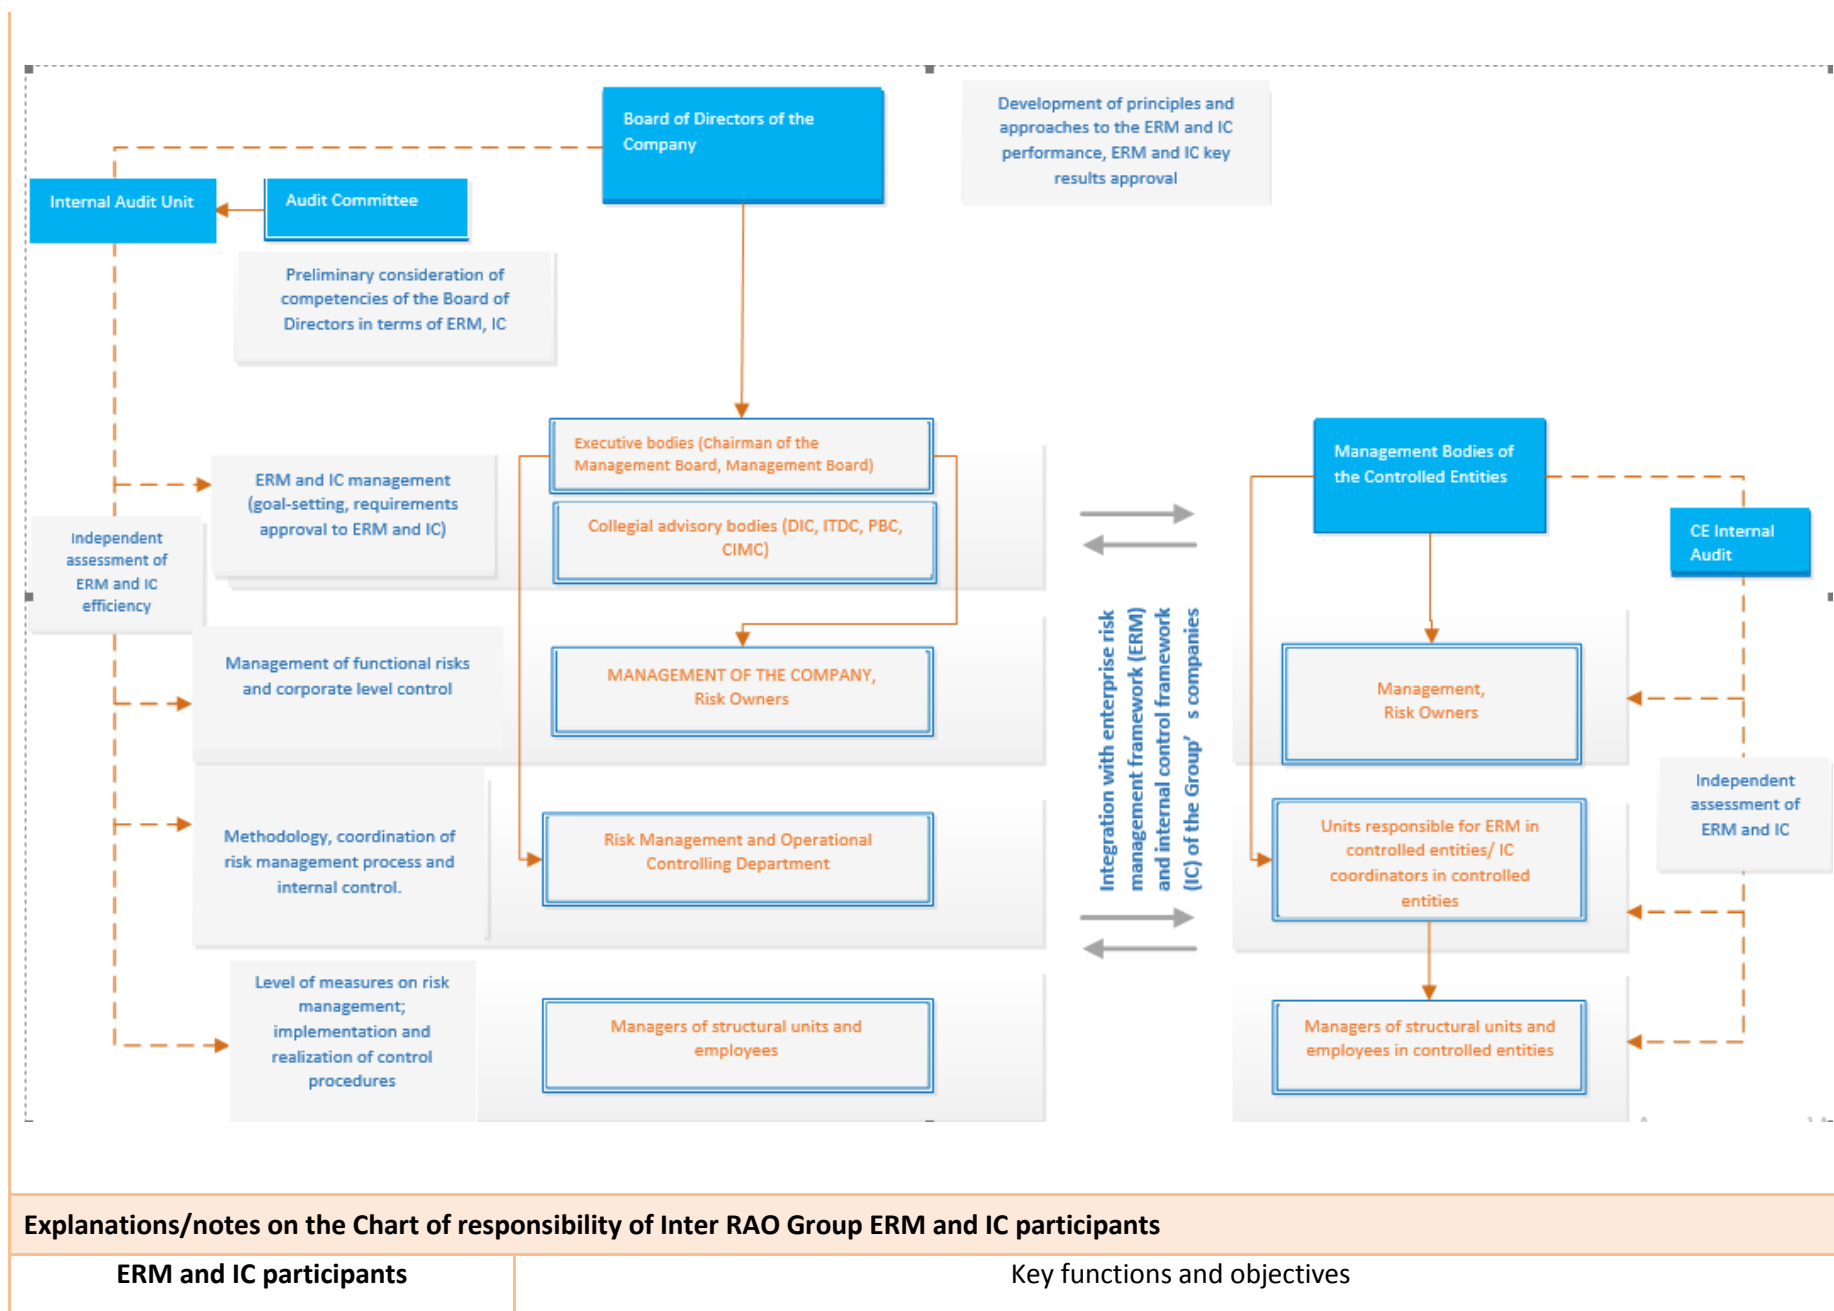 Board of Directors of the
Company
Development of principles and
approaches to the ERM and IC
performance, ERM and IC key
results approval
Internal Audit Unit
Audit Committee
Preliminary consideration of
competencies of the Board of
Directors in terms of ERM, IC
Executive bodies (Chairman of the
Management Board, Management Board)
Collegial advisory bodies (DIC, ITDC, PBC,
CIMC)
ERM and IC management
(goal-setting, requirements
approval to ERM and IC)
Independent
assessment of
ERM and IC
efficiency
Management Bodies of
the Controlled Entities
CE Internal
Audit
Management of functional risks
and corporate level control
MANAGEMENT OF THE COMPANY,
Risk Owners
Integration with enterprise risk
management framework (ERM)
and internal control framework
(IC) of the Group’ s companies
Management,
Risk Owners
Independent
assessment of
ERM and IC
Methodology, coordination of
risk management process and
internal control.
Risk Management and Operational
Controlling Department
Units responsible for ERM in
controlled entities/ IC
coordinators in controlled
entities
Level of measures on risk
management;
implementation and
realization of control
procedures
Managers of structural units and
employees
Managers of structural units and
employees in controlled entities
Explanations/notes on the Chart of responsibility of Inter RAO Group ERM and IC participants
ERM and IC participants
Key functions and objectives